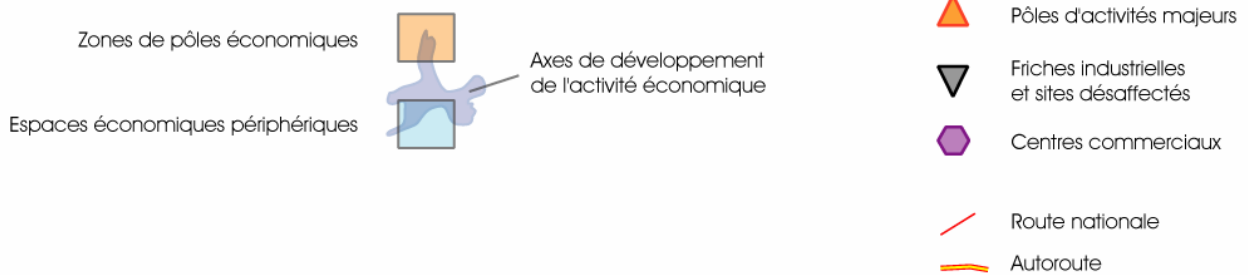 Zones de pôles économiques
Axes de développement
de l'activité économique
Espaces économiques périphériques
Pôles d'activités majeurs
Friches industrielles
et sites désaffectés
Centres commerciaux
Route nationale
Autoroute